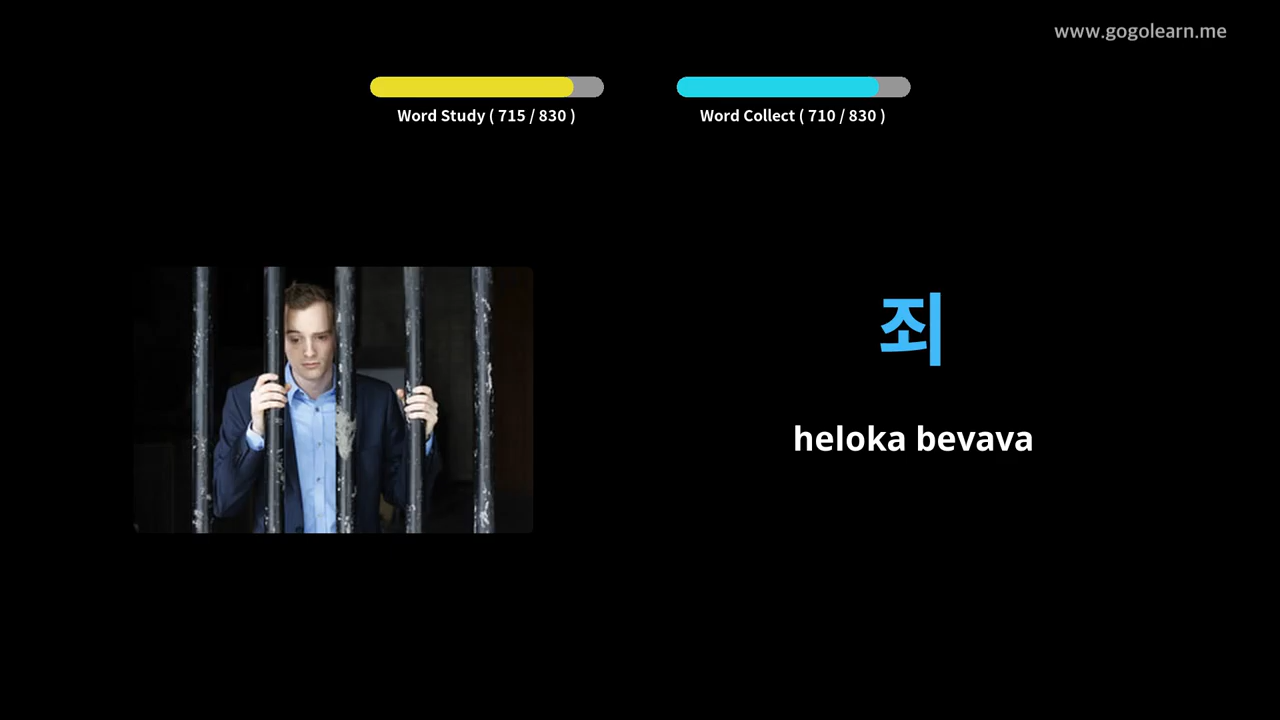 www.gogolearn.me
Word Study ( 715 / 830 )
Word Collect ( 710 / 830 )
죄
heloka bevava